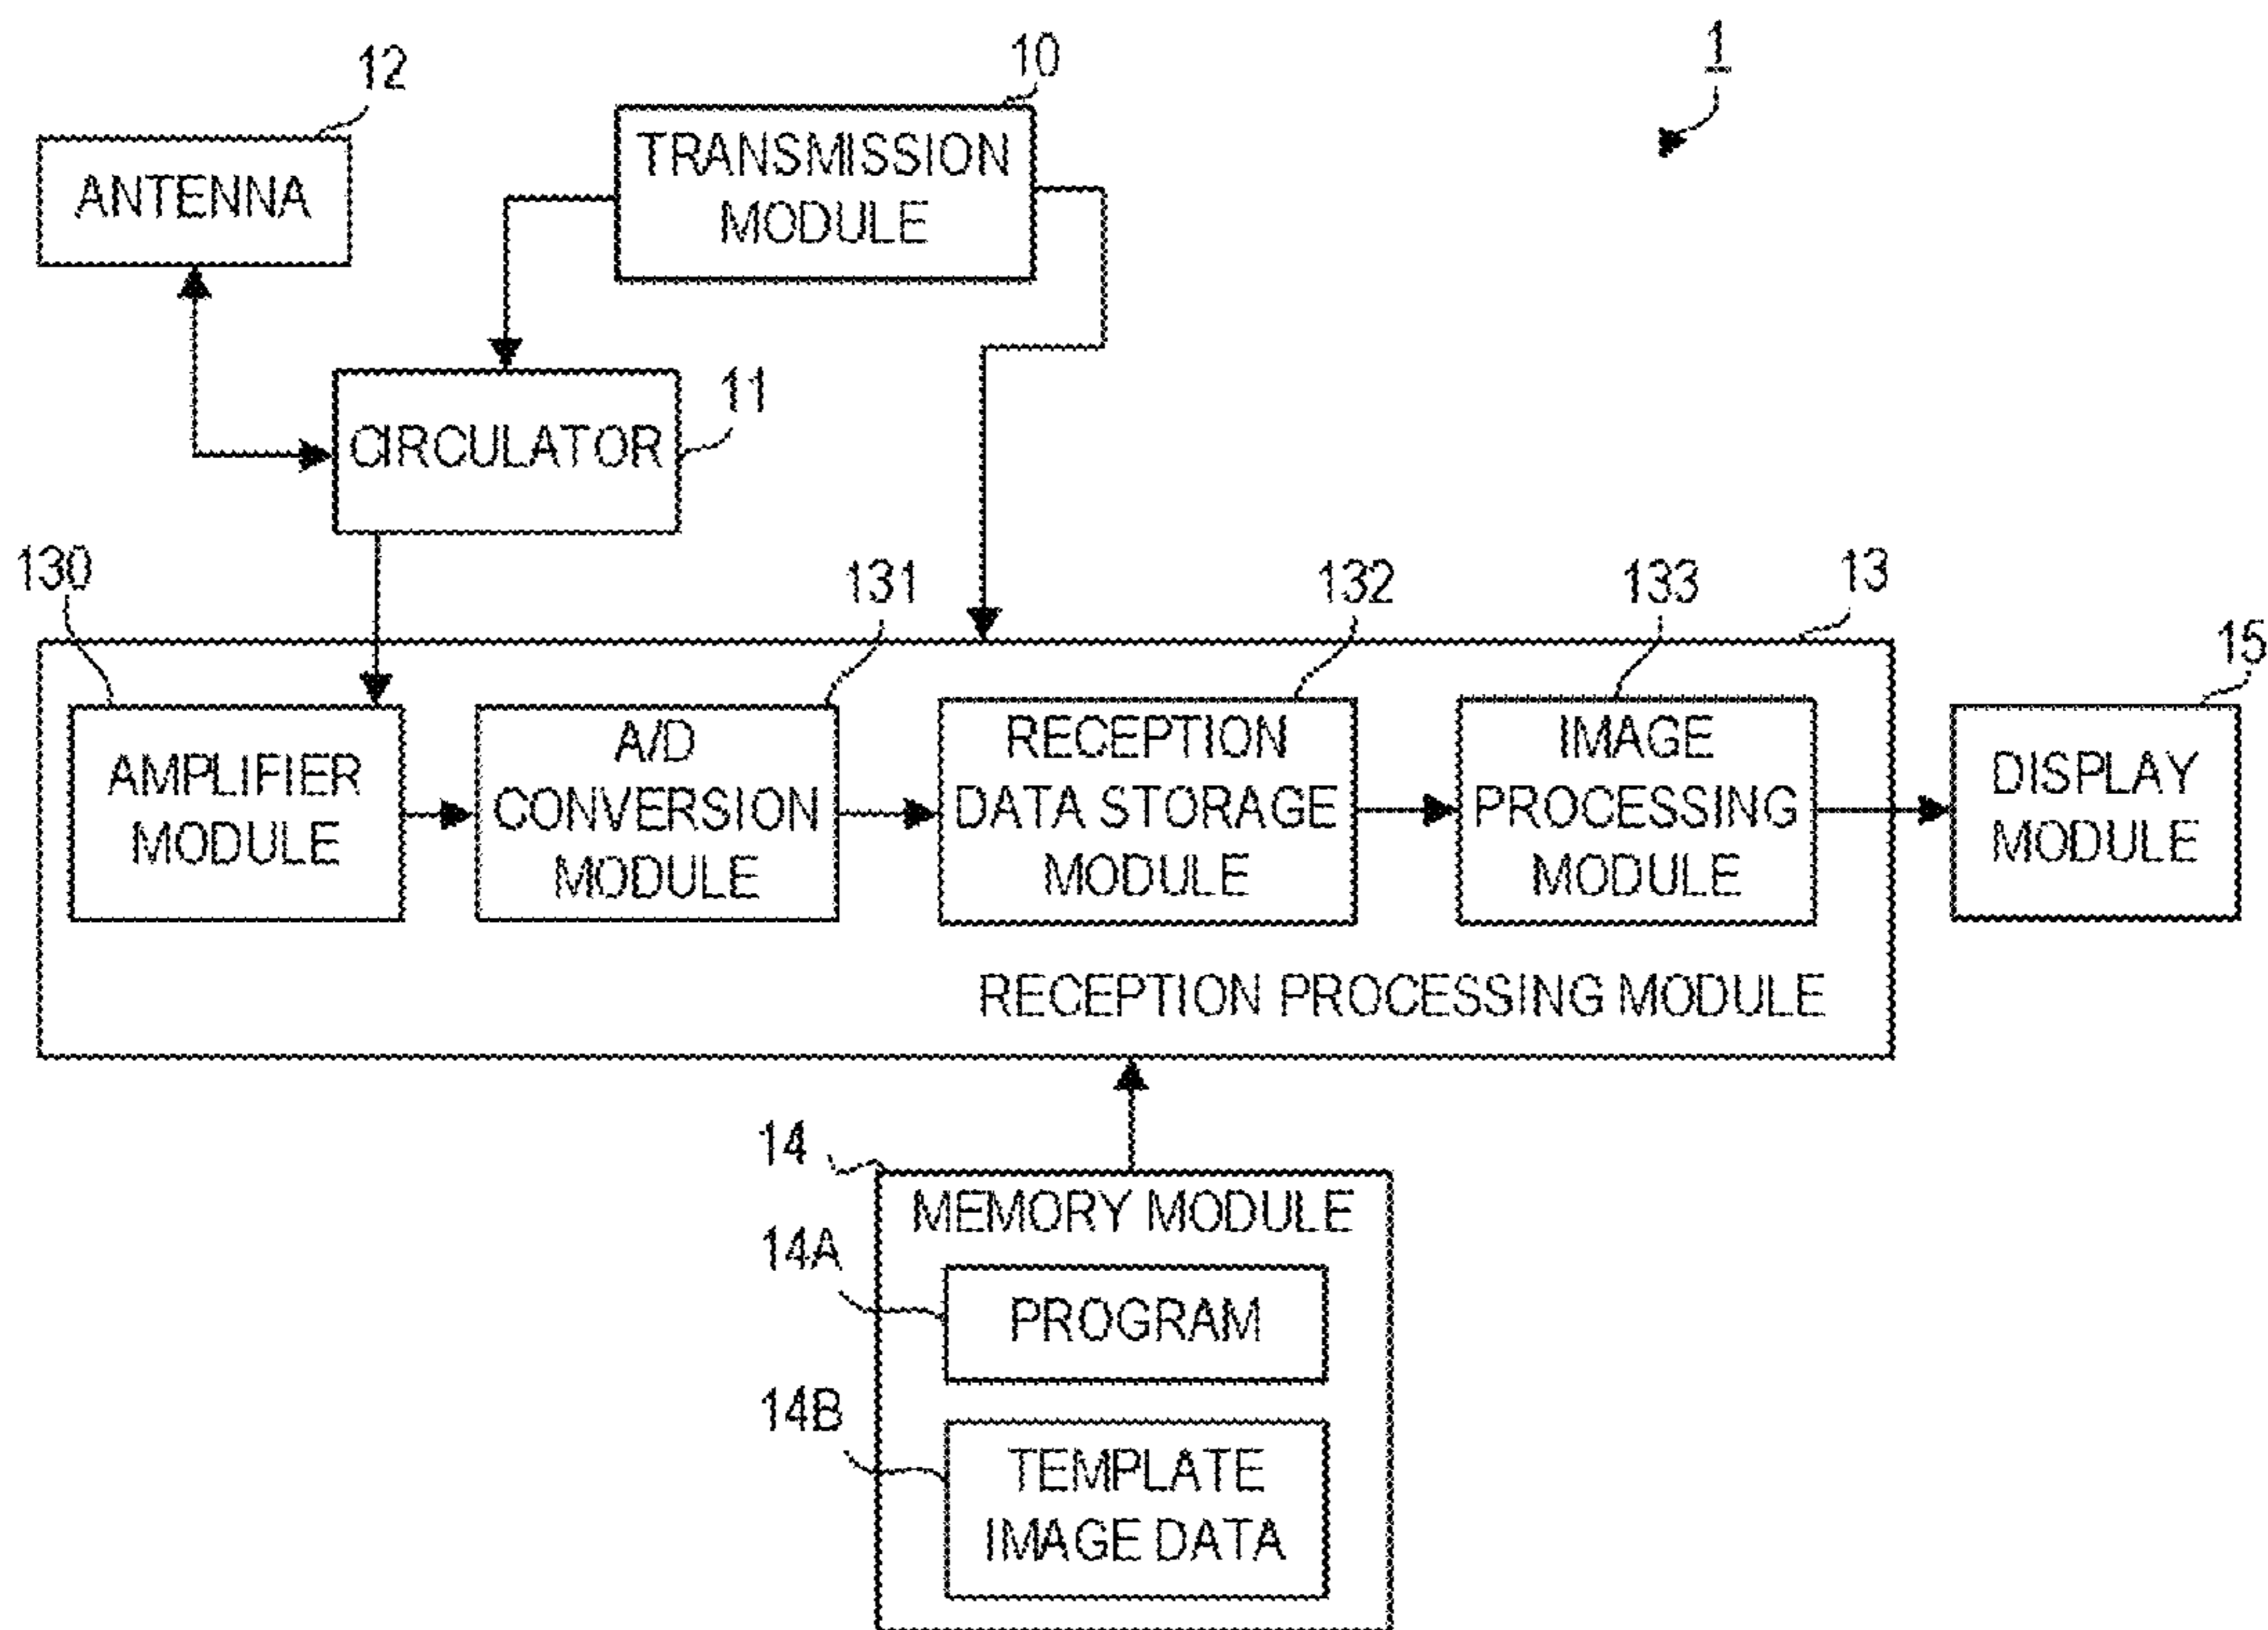 1
10
12
TRANSMISSION
MODULE
ANTENNA
11
CIRCULATOR
130
131
132
133
13
15
AMPLIFIER
MODULE
A/D
CONVERSION
MODULE
RECEPTION
DATA STORAGE
MODULE
IMAGE
PROCESSING
MODULE
DISPLAY
MODULE
RECEPTION PROCESSING MODULE
14
MEMORY MODULE
14A
PROGRAM
14B
TEMPLATE
IMAGE DATA